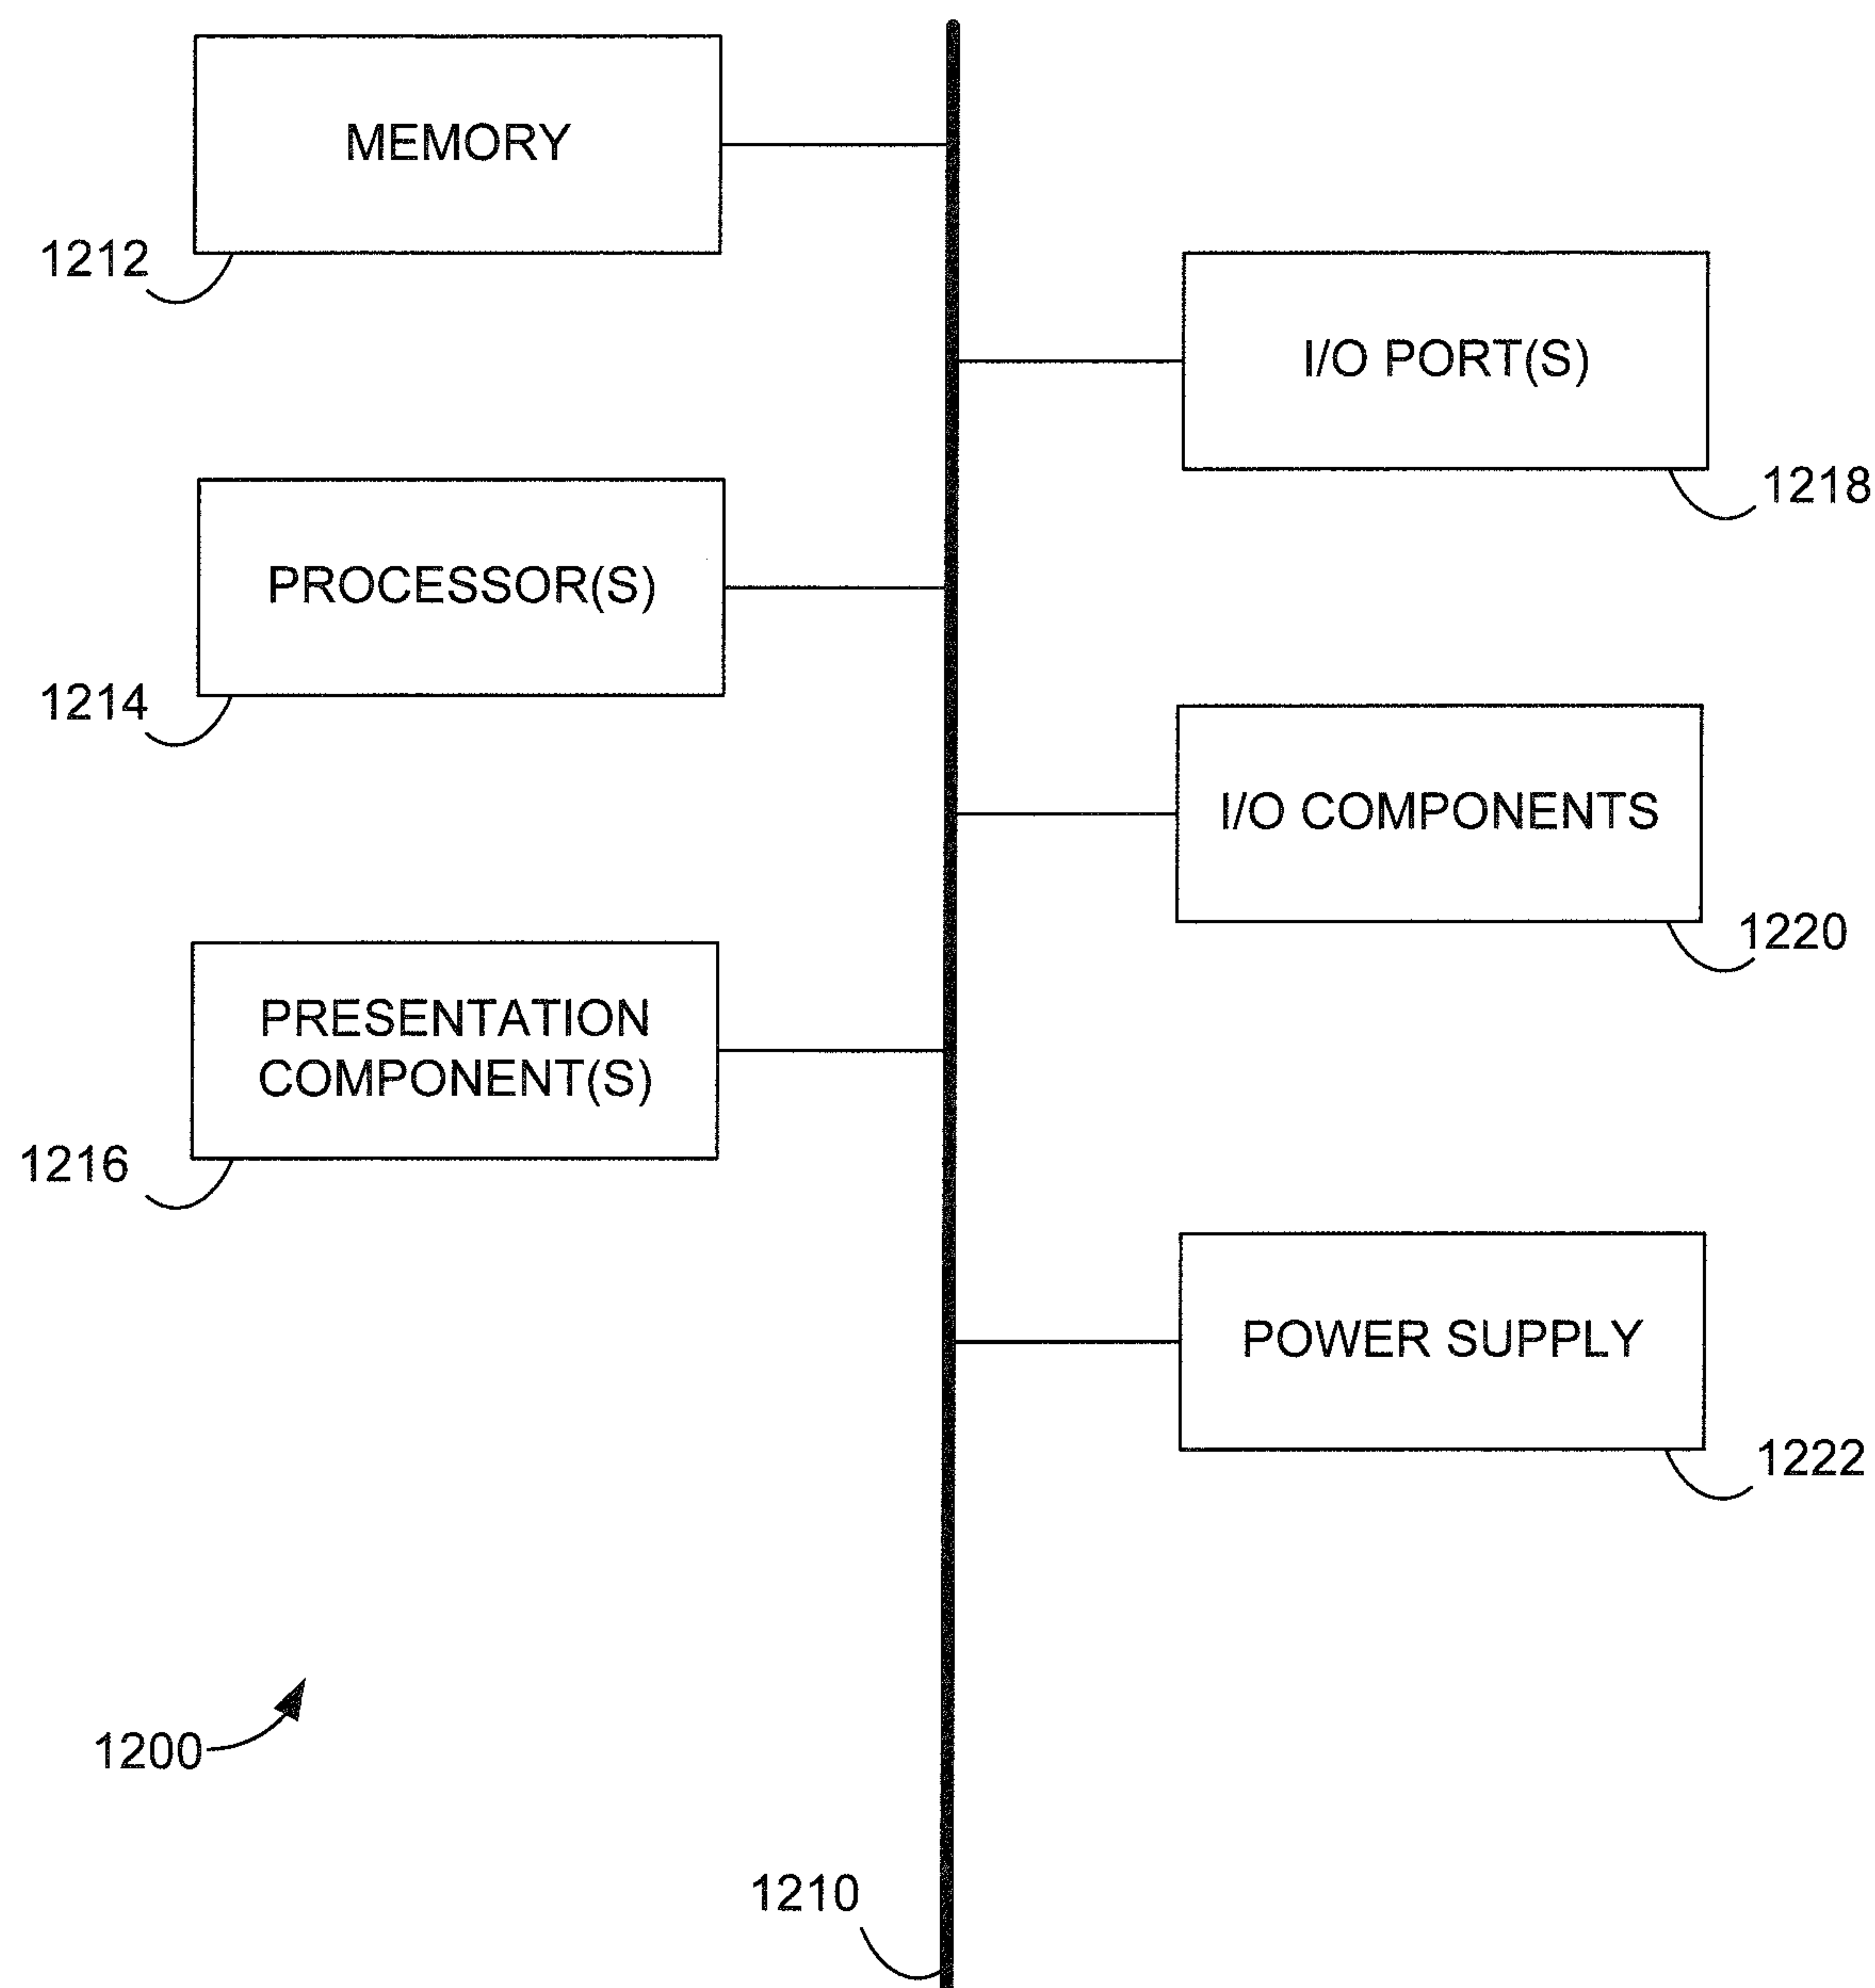 MEMORY
1212
I/O PORT(S)
1218
PROCESSOR(S)
1214
I/O COMPONENTS
1220
PRESENTATION
COMPONENT(S)
1216
POWER SUPPLY
1222
1200
1210